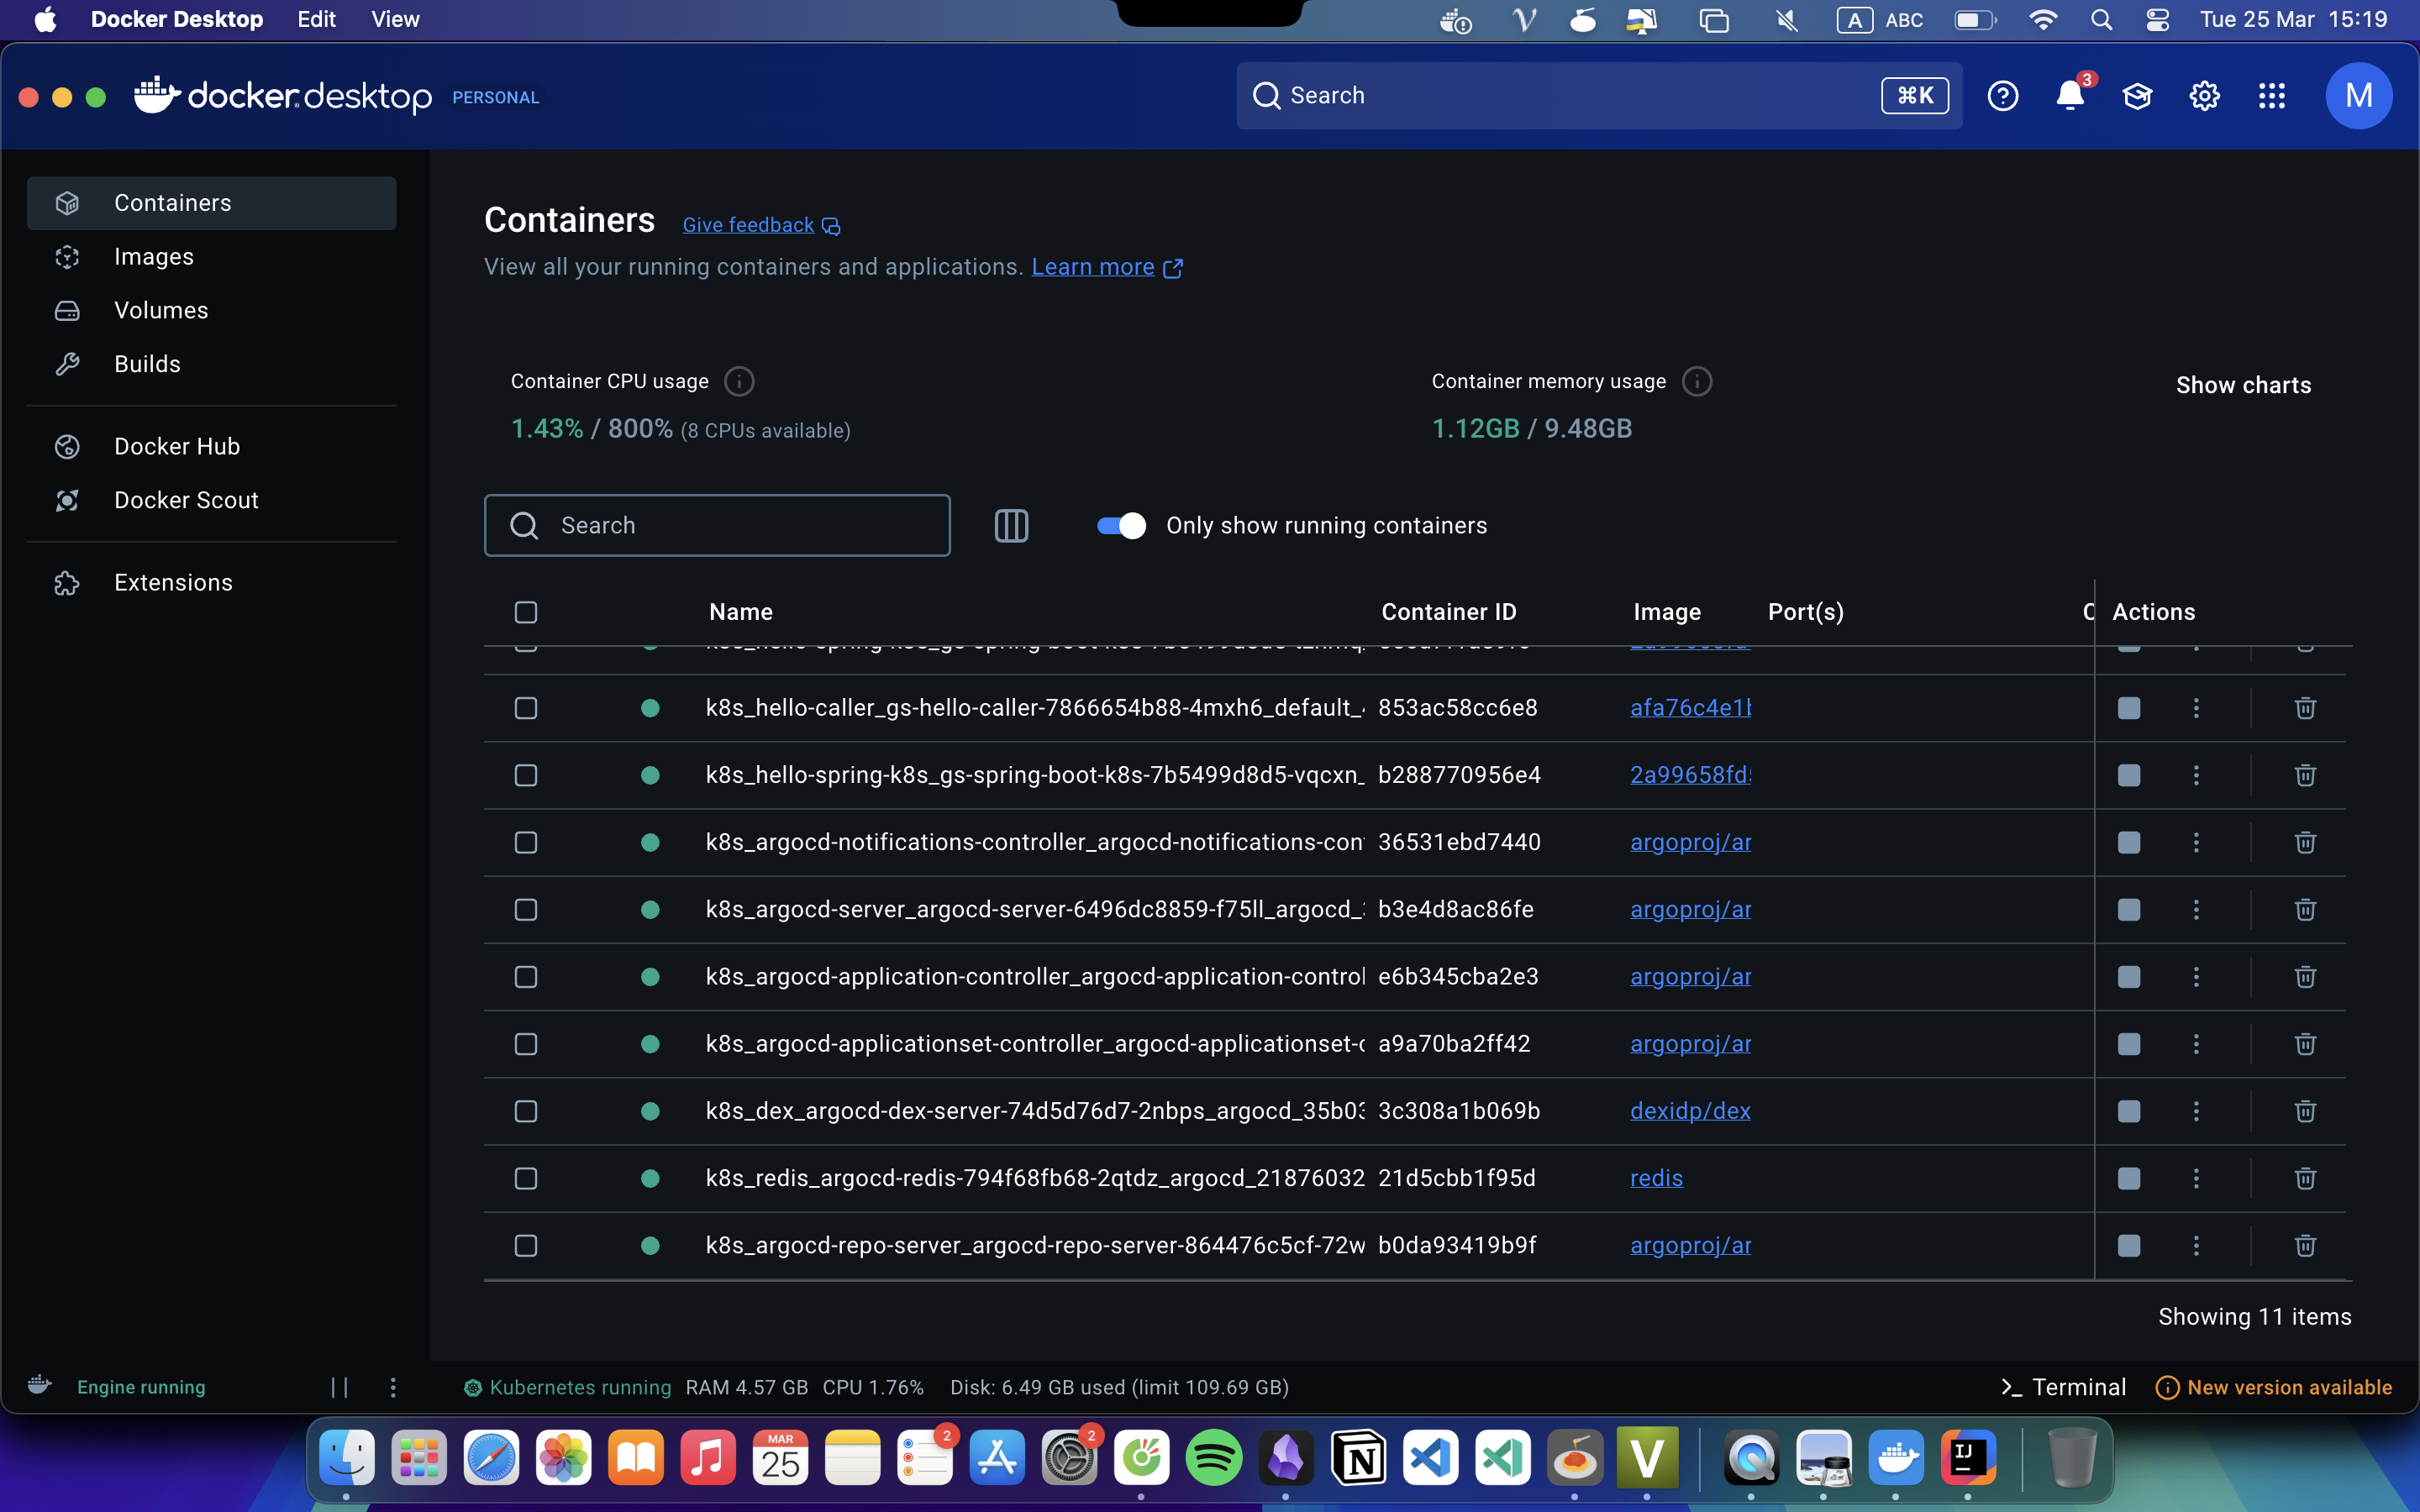 Docker Desktop Edit View
A ABC Tue 25 Mar 15:19
docker.desktop PERSONAL
Search ⌘K 3 M
Containers
Images
Volumes
Builds
Docker Hub
Docker Scout
Extensions
Containers Give feedback
View all your running containers and applications. Learn more
Container CPU usage
1.43% / 800% (8 CPUs available)
Container memory usage
1.12GB / 9.48GB
Show charts
Search
Only show running containers
Name Container ID Image Port(s) Actions
k8s_hello-caller_gs-hello-caller-7866654b88-4mxh6_default_ 853ac58cc6e8 afa76c4e1
k8s_hello-spring-k8s_gs-spring-boot-k8s-7b5499d8d5-vqcxn_ b288770956e4 2a99658fd
k8s_argocd-notifications-controller_argocd-notifications-con 36531ebd7440 argoproj/ar
k8s_argocd-server_argocd-server-6496dc8859-f75ll_argocd_ b3e4d8ac86fe argoproj/ar
k8s_argocd-application-controller_argocd-application-control e6b345cba2e3 argoproj/ar
k8s_argocd-applicationset-controller_argocd-applicationset-c a9a70ba2ff42 argoproj/ar
k8s_dex_argocd-dex-server-74d5d76d7-2nbps_argocd_35b03 3c308a1b069b dexidp/dex
k8s_redis_argocd-redis-794f68fb68-2qtdz_argocd_21876032 21d5cbb1f95d redis
k8s_argocd-repo-server_argocd-repo-server-864476c5cf-72w b0da93419b9f argoproj/ar
Showing 11 items
Engine running
Kubernetes running RAM 4.57 GB CPU 1.76% Disk: 6.49 GB used (limit 109.69 GB)
Terminal New version available
MAR
25
2
2
N
V
IJ